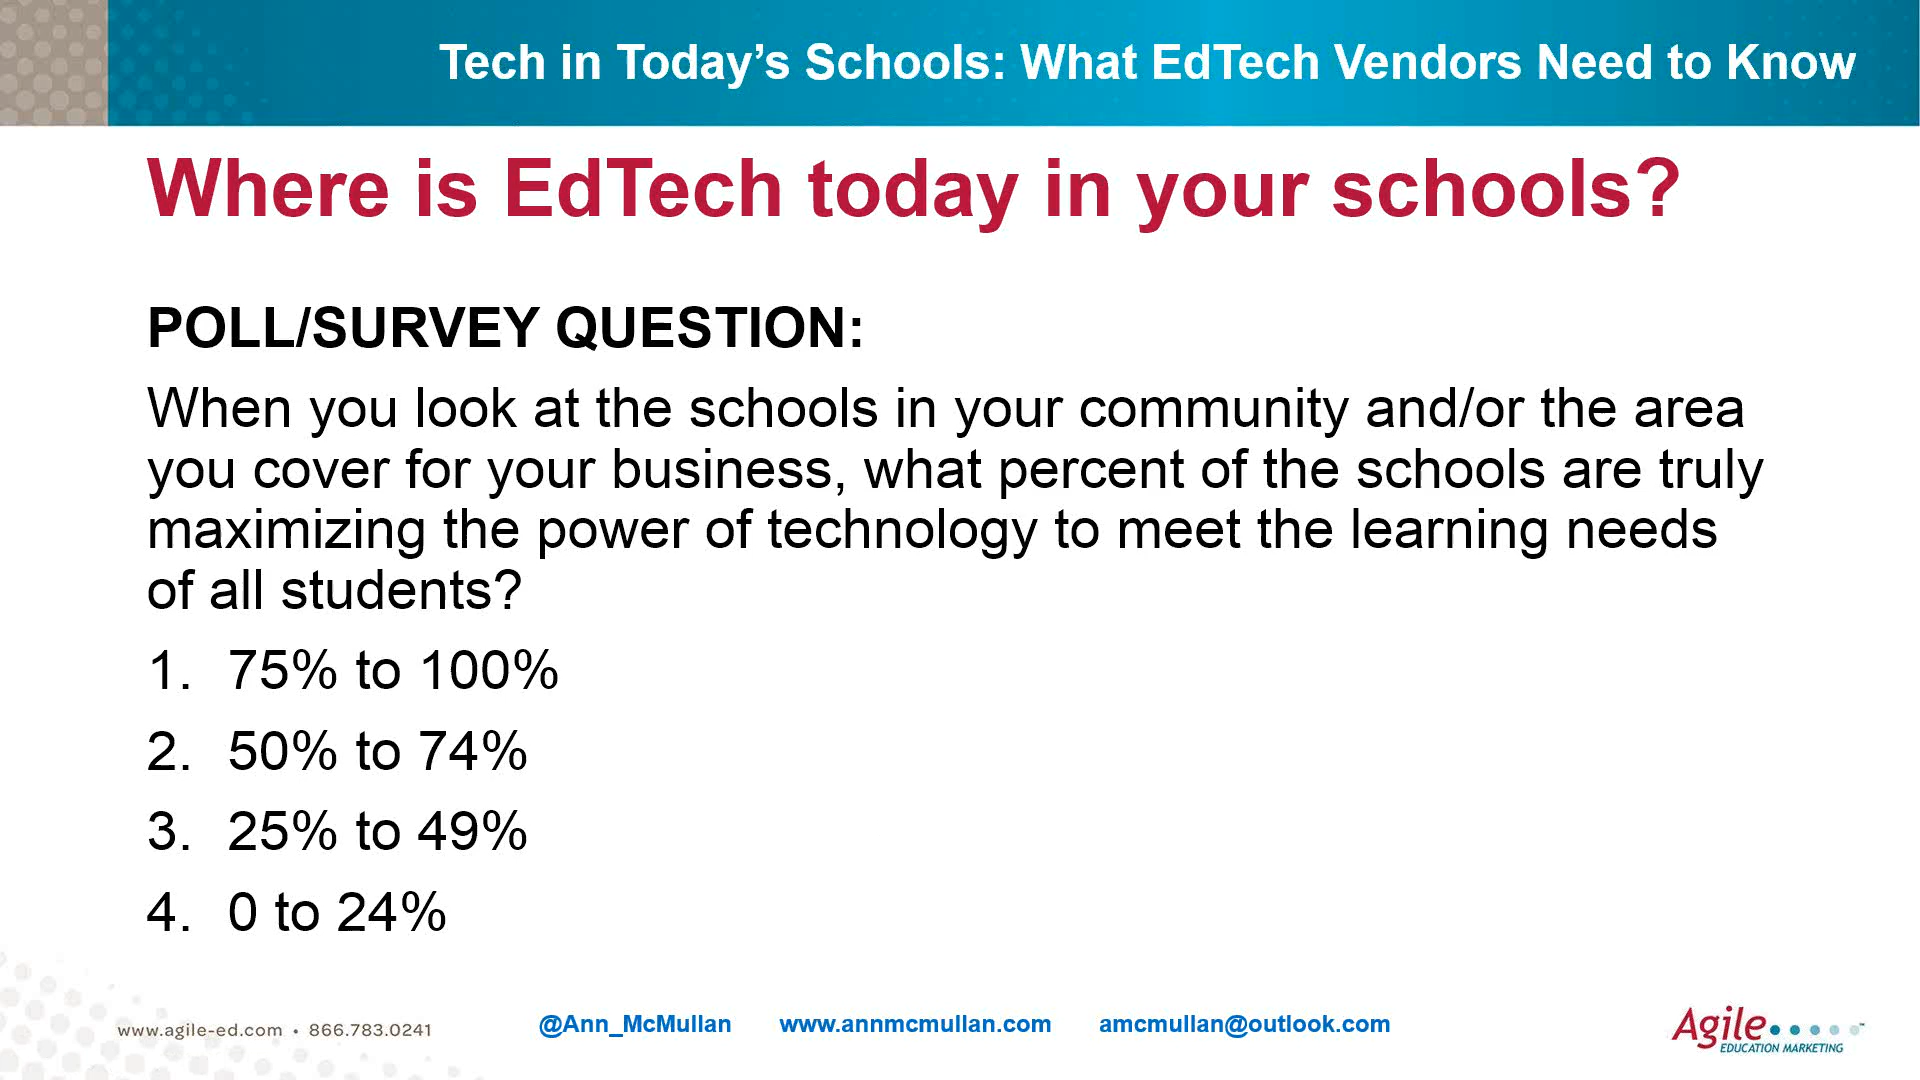 Tech in Today’s Schools: What EdTech Vendors Need to Know
Where is EdTech today in your schools?
POLL/SURVEY QUESTION:
When you look at the schools in your community and/or the area
you cover for your business, what percent of the schools are truly
maximizing the power of technology to meet the learning needs
of all students?
1. 75% to 100%
2. 50% to 74%
3. 25% to 49%
4. 0 to 24%
www.agile-ed.com • 866.783.0241
@Ann_McMullan www.annmcmullan.com amcmullan@outlook.com
Agile™
EDUCATION MARKETING